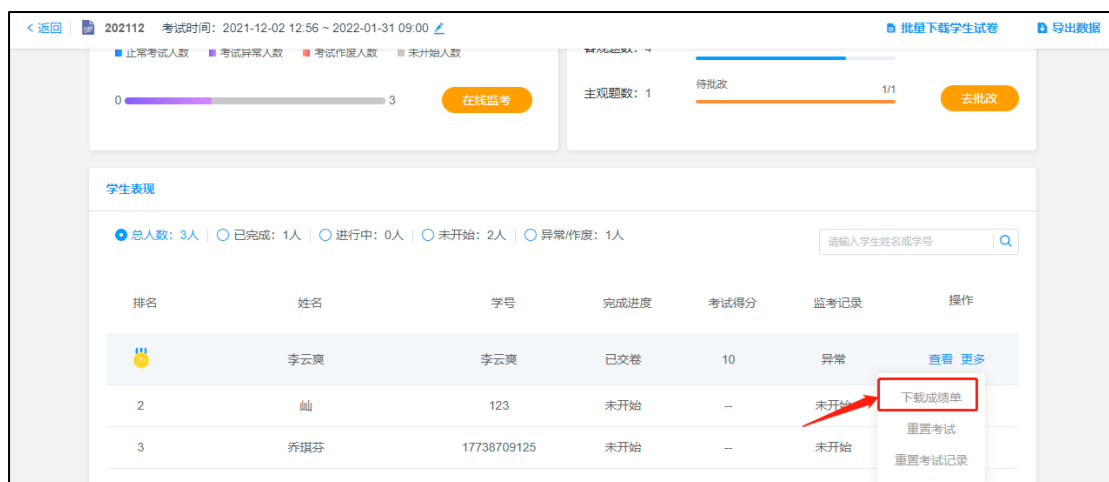 < 返回 202112 考试时间：2021-12-02 12:56 ~ 2022-01-31 09:00 批量下载学生试卷 导出数据
正常考试人数 考试异常人数 考试作废人数 未开始人数 客观题数：4
0 3 在线监考 主观题数：1 待批改 1/1 去批改
学生表现
总人数：3人 已完成：1人 进行中：0人 未开始：2人 异常/作废：1人 请输入学生姓名或学号
排名 姓名 学号 完成进度 考试得分 监考记录 操作
1 李云爽 李云爽 已交卷 10 异常 查看 更多
下载成绩单
2 123 未开始 -- 未开始
重置考试
3 乔琪芬 17738709125 未开始 -- 未开始
重置考试记录